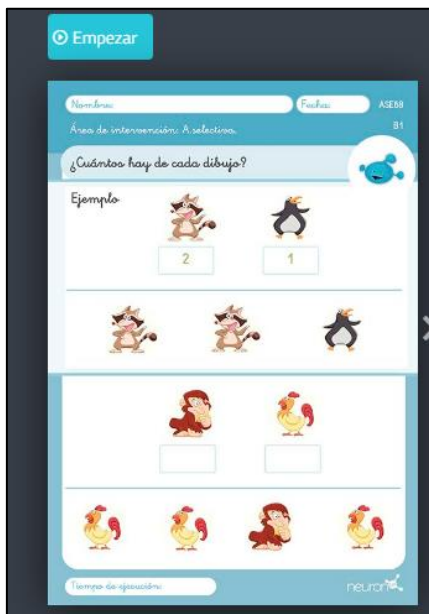 Empezar
Nombre: Fecha: ASE68
Área de intervención: A.selectiva. B1
¿Cuántos hay de cada dibujo?
Ejemplo
2 1
Tiempo de ejecución:
neuron